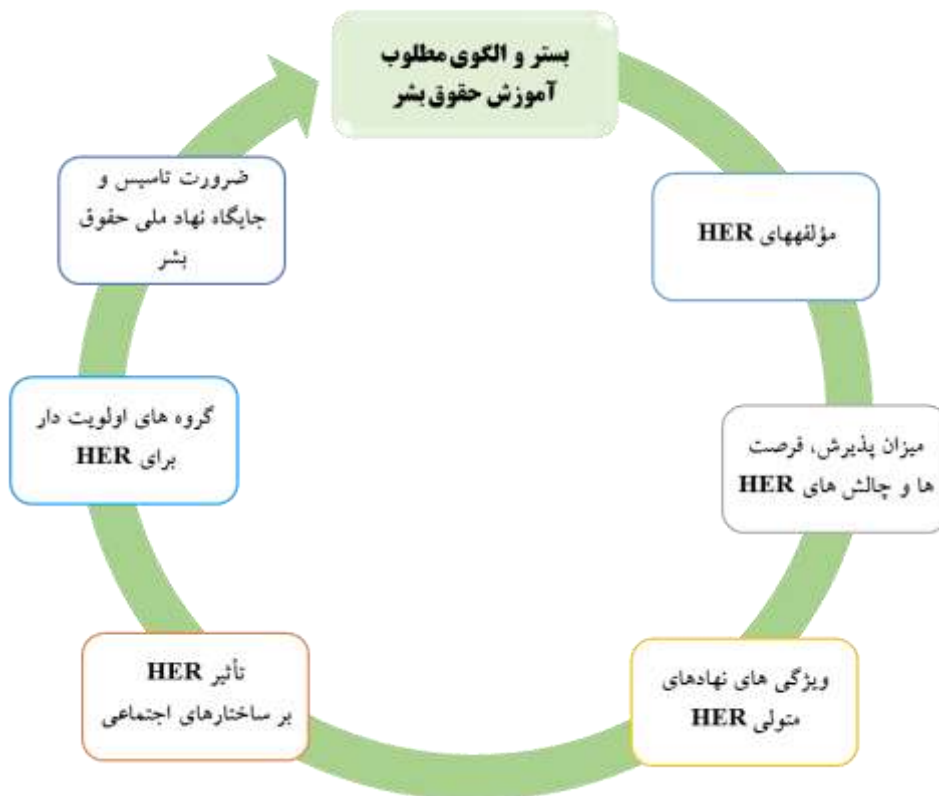 بستر و الگوی مطلوب
آموزش حقوق بشر
مؤلفههای HER
میزان پذیرش، فرصت
ها و چالش های HER
ویژگی های نهادهای
متولی HER
تأثیر HER
بر ساختارهای اجتماعی
گروه های اولویت دار
برای HER
ضرورت تاسیس و
جایگاه نهاد ملی حقوق
بشر